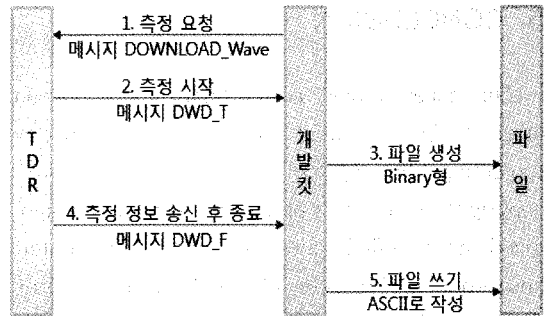 1. 측정 요청
메시지 DOWNLOAD_Wave
2. 측정 시작
메시지 DWD_T
TDR
개발킷
파일
3. 파일 생성
Binary형
4. 측정 정보 송신 후 종료
메시지 DWD_F
5. 파일 쓰기
ASCII로 작성